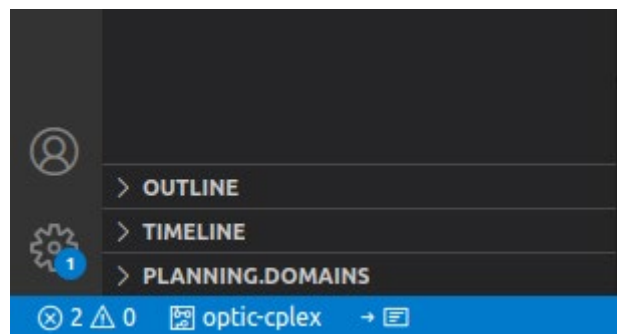 OUTLINE
TIMELINE
1
PLANNING.DOMAINS
2 0 optic-cplex